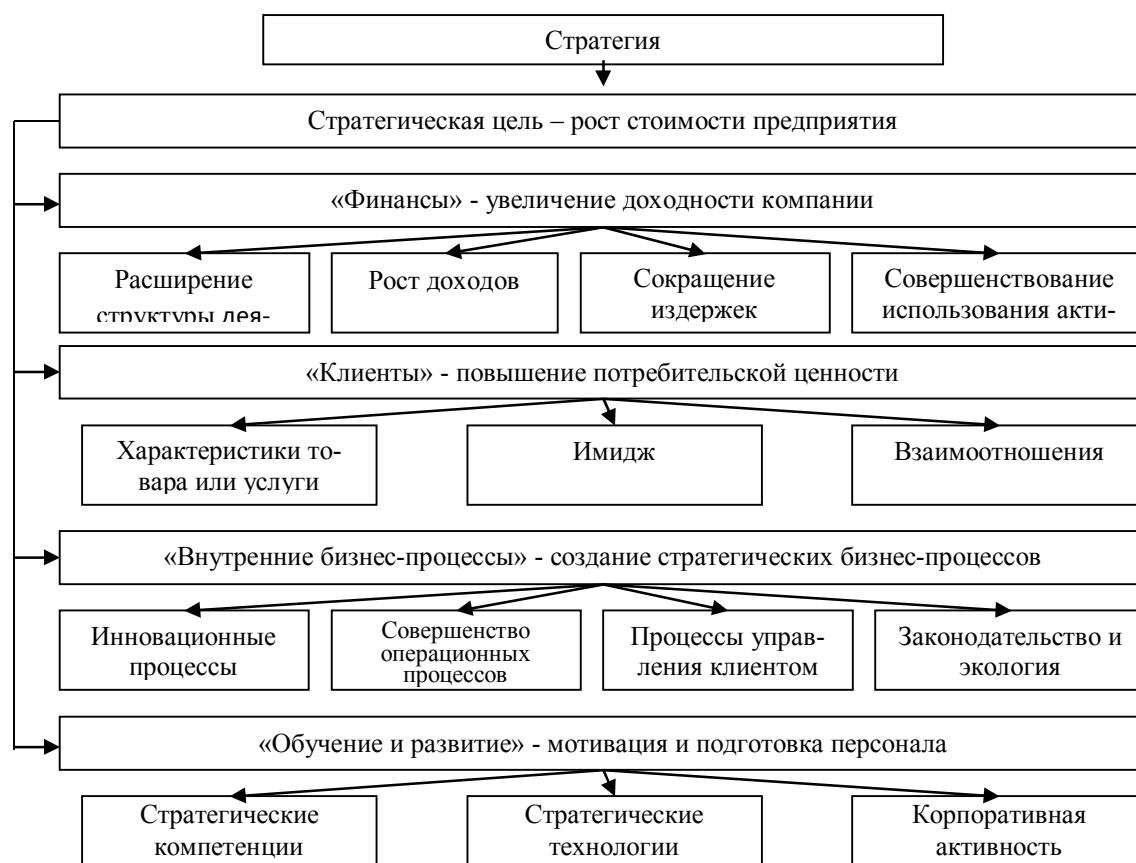 Стратегия
Стратегическая цель – рост стоимости предприятия
«Финансы» - увеличение доходности компании
Расширение
структуры дея-
Рост доходов
Сокращение
издержек
Совершенствование
использования акти-
«Клиенты» - повышение потребительской ценности
Характеристики то-
вара или услуги
Имидж
Взаимоотношения
«Внутренние бизнес-процессы» - создание стратегических бизнес-процессов
Инновационные
процессы
Совершенство
операционных
процессов
Процессы управ-
ления клиентом
Законодательство и
экология
«Обучение и развитие» - мотивация и подготовка персонала
Стратегические
компетенции
Стратегические
технологии
Корпоративная
активность